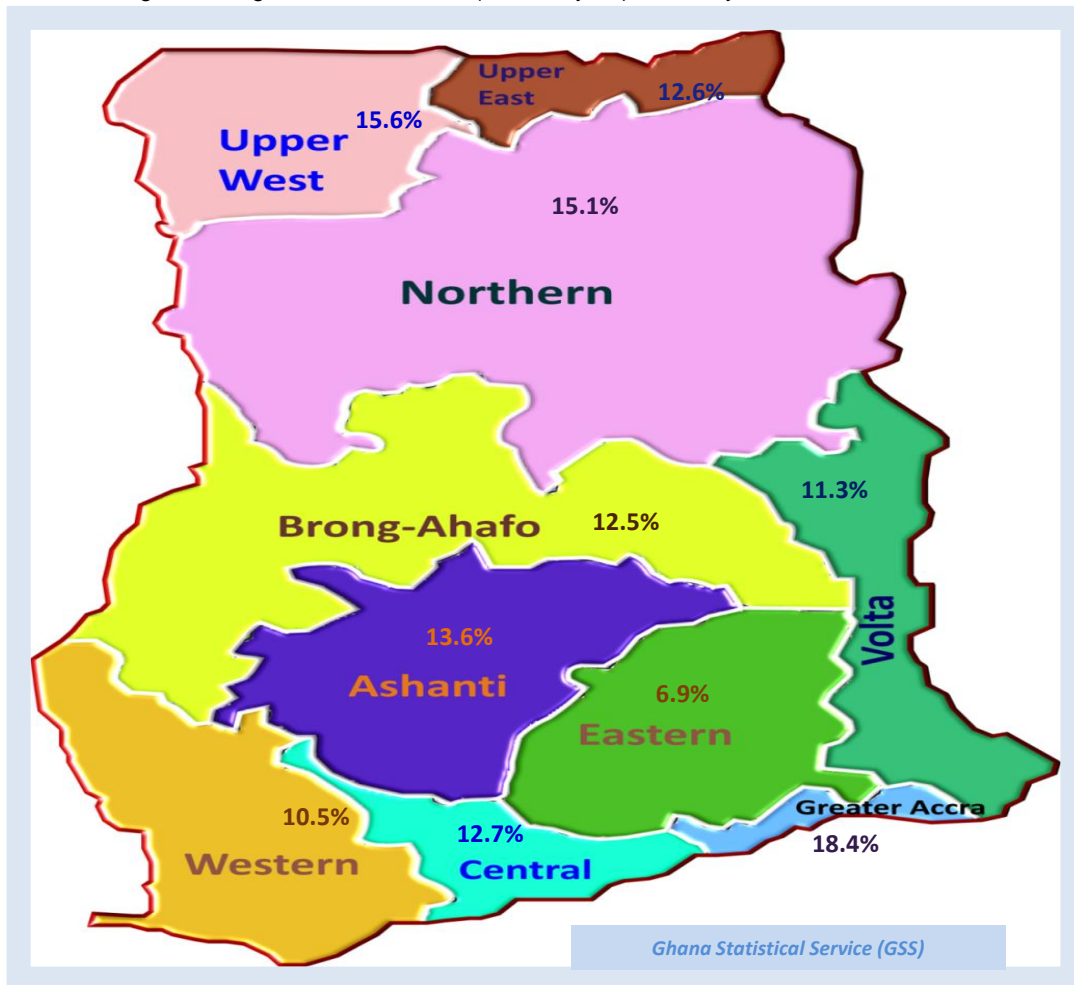 Upper
East
12.6%
15.6%
Upper
West
15.1%
Northern
11.3%
Brong-Ahafo
12.5%
Volta
13.6%
Ashanti
6.9%
Eastern
Greater Accra
10.5%
12.7%
18.4%
Western
Central
Ghana Statistical Service (GSS)